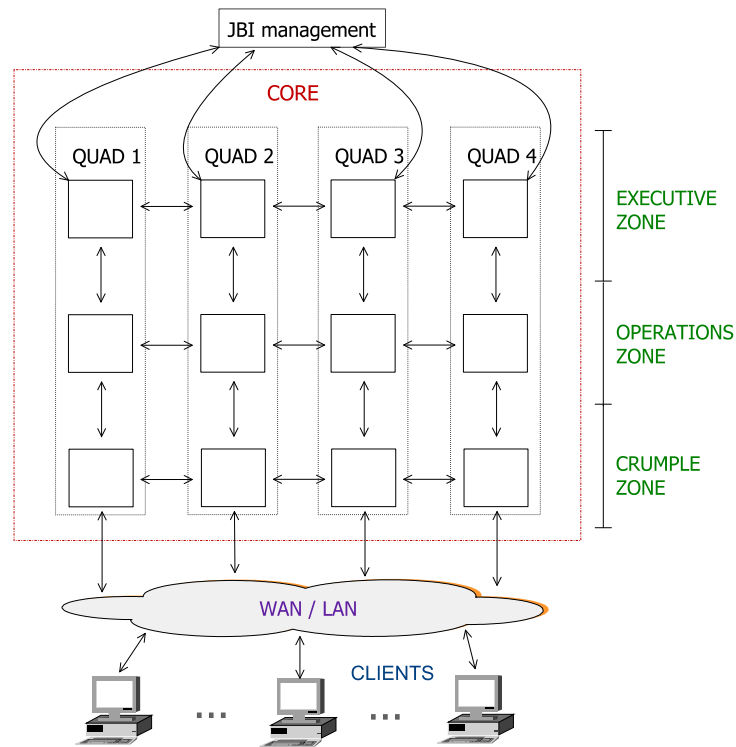 JBI management
CORE
QUAD 1
QUAD 2
QUAD 3
QUAD 4
EXECUTIVE
ZONE
OPERATIONS
ZONE
CRUMPLE
ZONE
WAN / LAN
CLIENTS
...
...